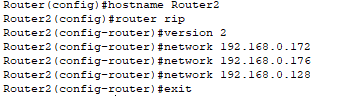 Router(config)#hostname Router2
Router2(config)#router rip
Router2(config-router)#version 2
Router2(config-router)#network 192.168.0.172
Router2(config-router)#network 192.168.0.176
Router2(config-router)#network 192.168.0.128
Router2(config-router)#exit